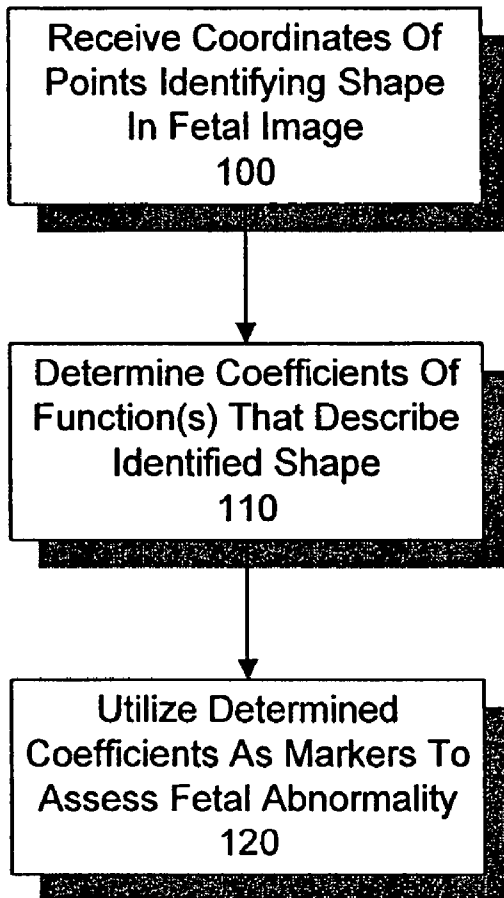 Receive Coordinates Of
Points Identifying Shape
In Fetal Image
100
Determine Coefficients Of
Function(s) That Describe
Identified Shape
110
Utilize Determined
Coefficients As Markers To
Assess Fetal Abnormality
120